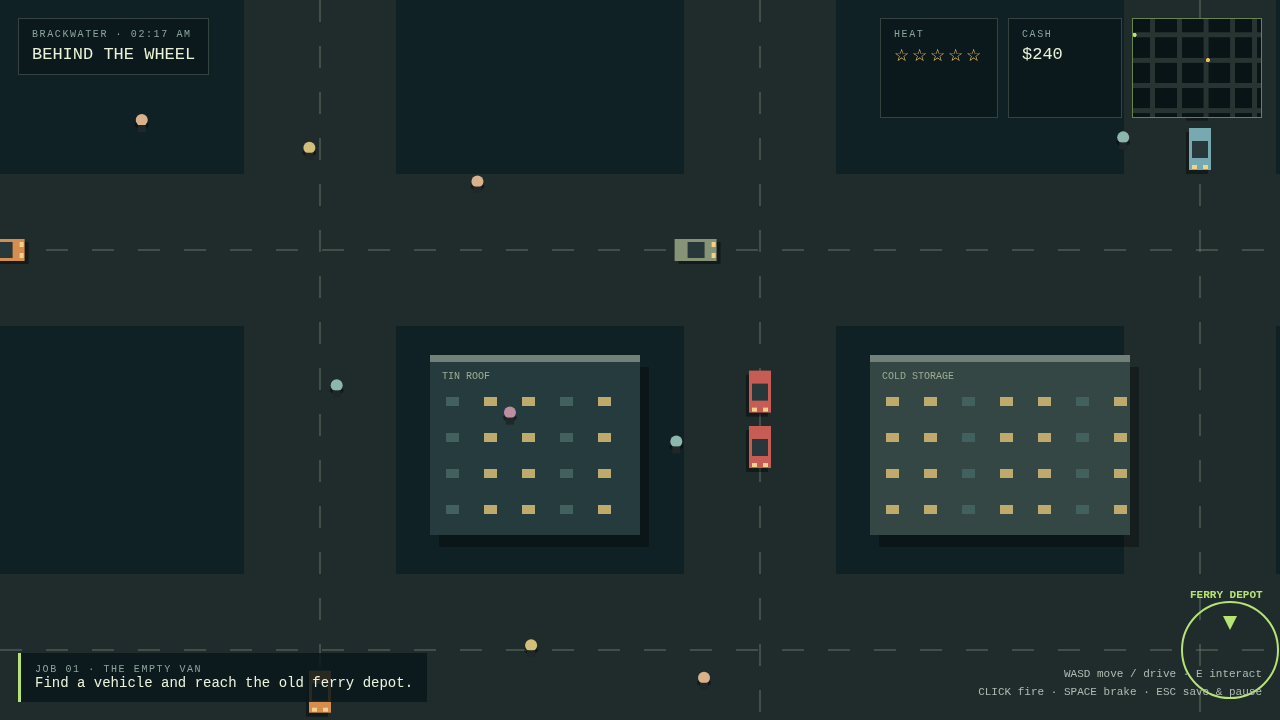 BRACKWATER · 02:17 AM
BEHIND THE WHEEL
HEAT
☆☆☆☆☆
CASH
$240
TIN ROOF
COLD STORAGE
FERRY DEPOT
JOB 01 · THE EMPTY VAN
Find a vehicle and reach the old ferry depot.
WASD move / drive · E interact
CLICK fire · SPACE brake · ESC save & pause